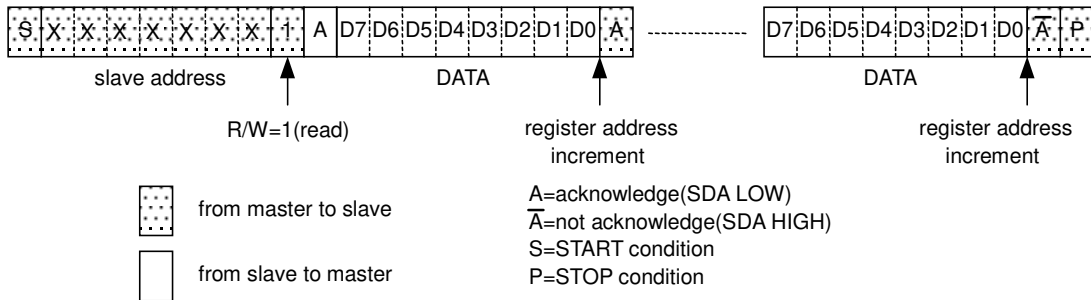 S X X X X X X X 1 A D7 D6 D5 D4 D3 D2 D1 D0 A D7 D6 D5 D4 D3 D2 D1 D0 A̅ P
slave address DATA DATA
R/W=1(read)
register address
increment
register address
increment
from master to slave
from slave to master
A=acknowledge(SDA LOW)
A̅=not acknowledge(SDA HIGH)
S=START condition
P=STOP condition